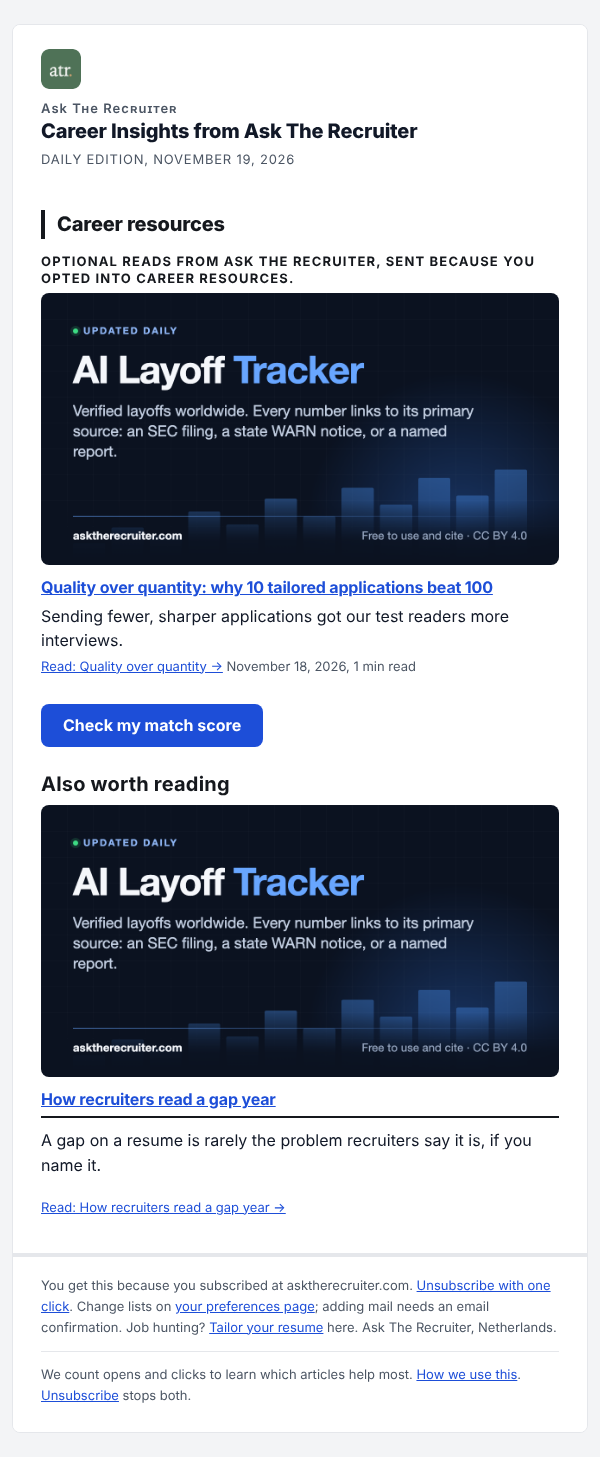 atr.
Ask The Recruiter
Career Insights from Ask The Recruiter
DAILY EDITION, NOVEMBER 19, 2026
Career resources
OPTIONAL READS FROM ASK THE RECRUITER, SENT BECAUSE YOU
OPTED INTO CAREER RESOURCES.
UPDATED DAILY
AI Layoff Tracker
Verified layoffs worldwide. Every number links to its primary
source: an SEC filing, a state WARN notice, or a named
report.
asktherecruiter.com Free to use and cite · CC BY 4.0
Quality over quantity: why 10 tailored applications beat 100
Sending fewer, sharper applications got our test readers more
interviews.
Read: Quality over quantity → November 18, 2026, 1 min read
Check my match score
Also worth reading
UPDATED DAILY
AI Layoff Tracker
Verified layoffs worldwide. Every number links to its primary
source: an SEC filing, a state WARN notice, or a named
report.
asktherecruiter.com Free to use and cite · CC BY 4.0
How recruiters read a gap year
A gap on a resume is rarely the problem recruiters say it is, if you
name it.
Read: How recruiters read a gap year →
You get this because you subscribed at asktherecruiter.com. Unsubscribe with one
click. Change lists on your preferences page; adding mail needs an email
confirmation. Job hunting? Tailor your resume here. Ask The Recruiter, Netherlands.
We count opens and clicks to learn which articles help most. How we use this.
Unsubscribe stops both.